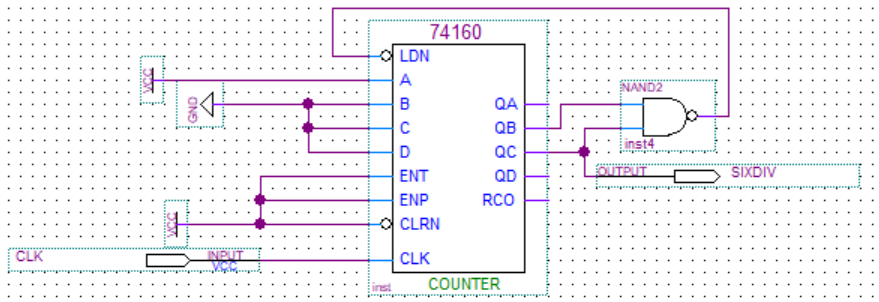 74160
LDN
A
B
C
D
ENT
ENP
CLRN
CLK
QA
QB
QC
QD
RCO
inst
COUNTER
VCC
GND
VCC
CLK
INPUT
VCC
NAND2
inst4
OUTPUT
SIXDIV